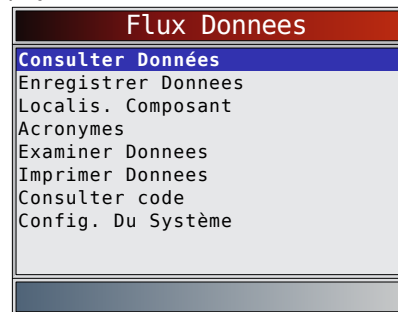 Flux Donnees
Consulter Données
Enregistrer Donnees
Localis. Composant
Acronymes
Examiner Donnees
Imprimer Donnees
Consulter code
Config. Du Système